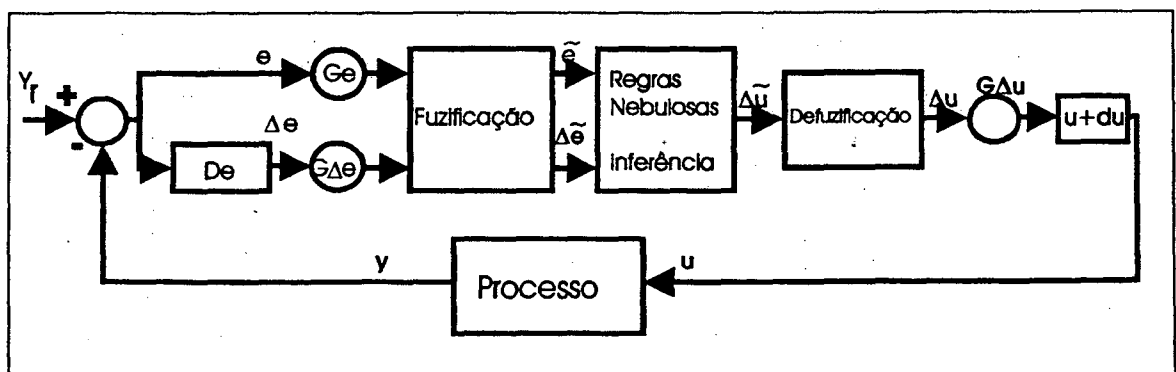 Yr
+
-
e
Ge
Δe
De
GΔe
Fuzificação
ẽ
Δẽ
Regras
Nebulosas
Inferência
Δũ
Defuzificação
Δu
GΔu
u+du
y
Processo
u